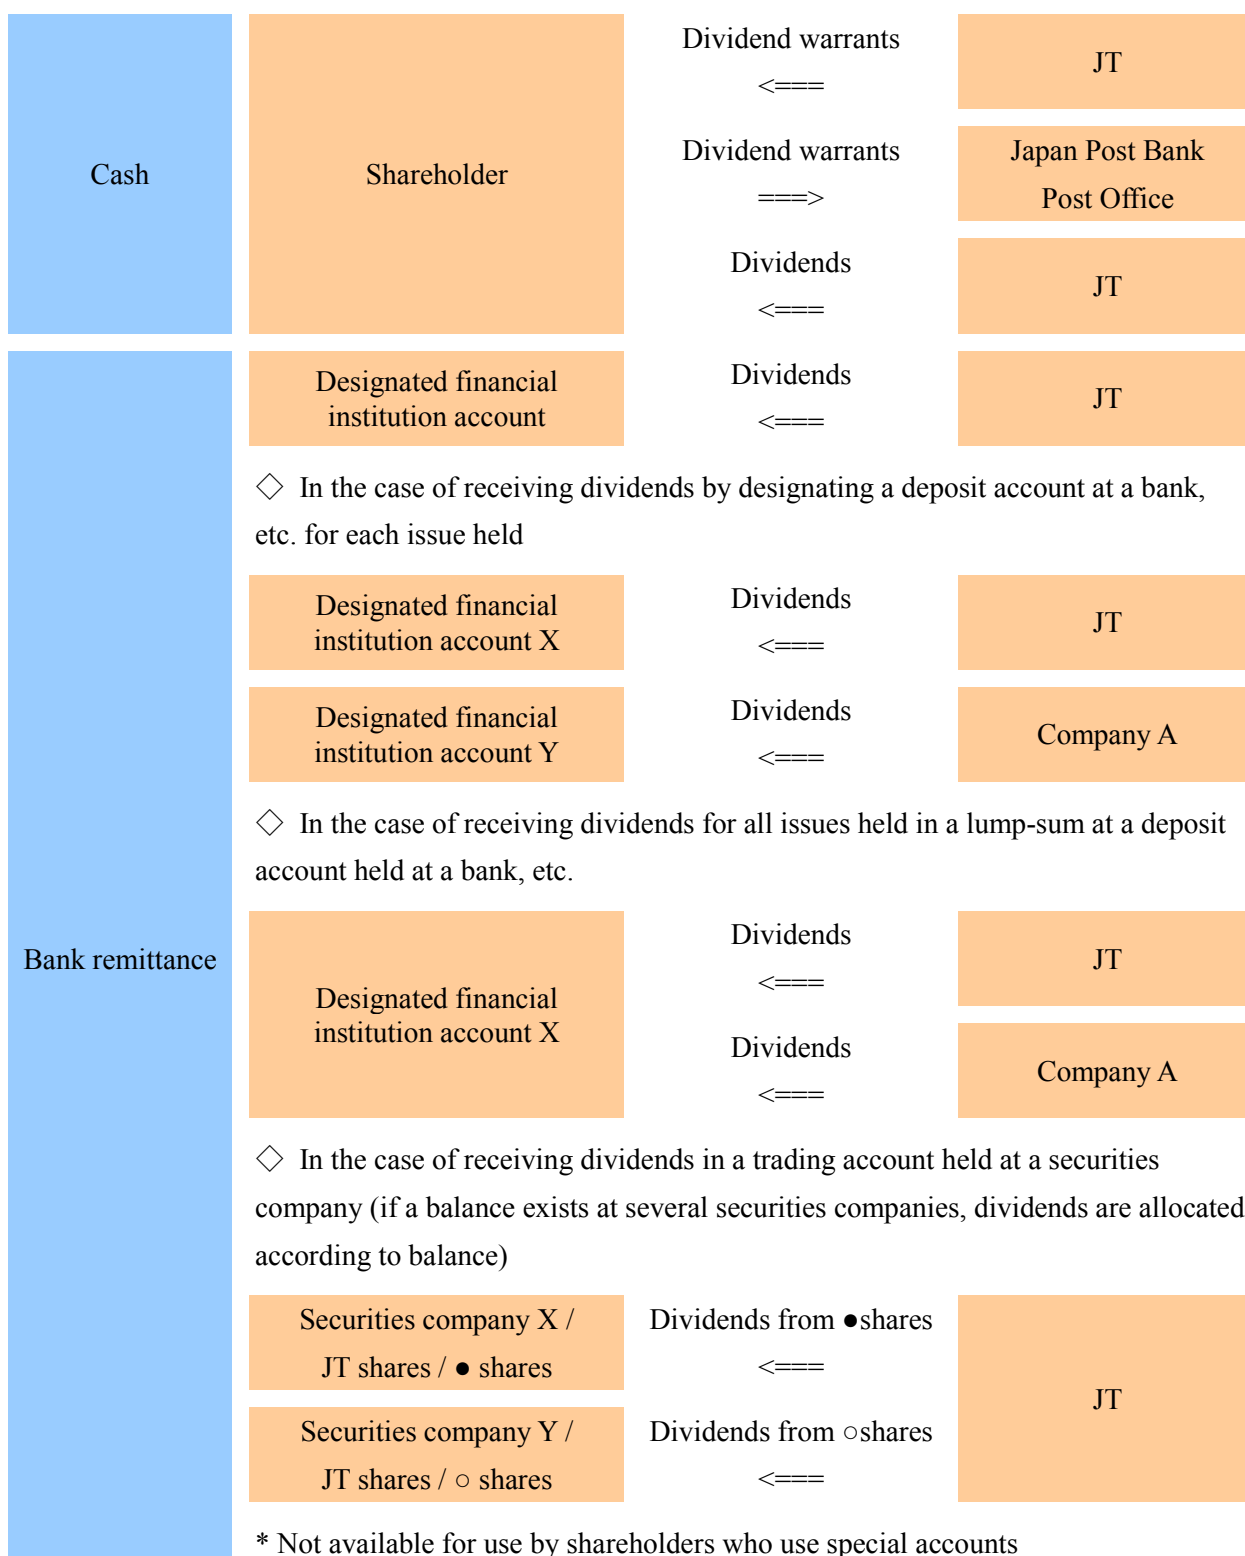 Cash
Shareholder
Dividend warrants
<===
JT
Dividend warrants
===>
Japan Post Bank
Post Office
Dividends
<===
JT
Bank remittance
Designated financial
institution account
Dividends
<===
JT
◇ In the case of receiving dividends by designating a deposit account at a bank,
etc. for each issue held
Designated financial
institution account X
Dividends
<===
JT
Designated financial
institution account Y
Dividends
<===
Company A
◇ In the case of receiving dividends for all issues held in a lump-sum at a deposit
account held at a bank, etc.
Designated financial
institution account X
Dividends
<===
JT
Dividends
<===
Company A
◇ In the case of receiving dividends in a trading account held at a securities
company (if a balance exists at several securities companies, dividends are allocated
according to balance)
Securities company X /
JT shares / ● shares
Dividends from ●shares
<===
JT
Securities company Y /
JT shares / ○ shares
Dividends from ○shares
<===
* Not available for use by shareholders who use special accounts